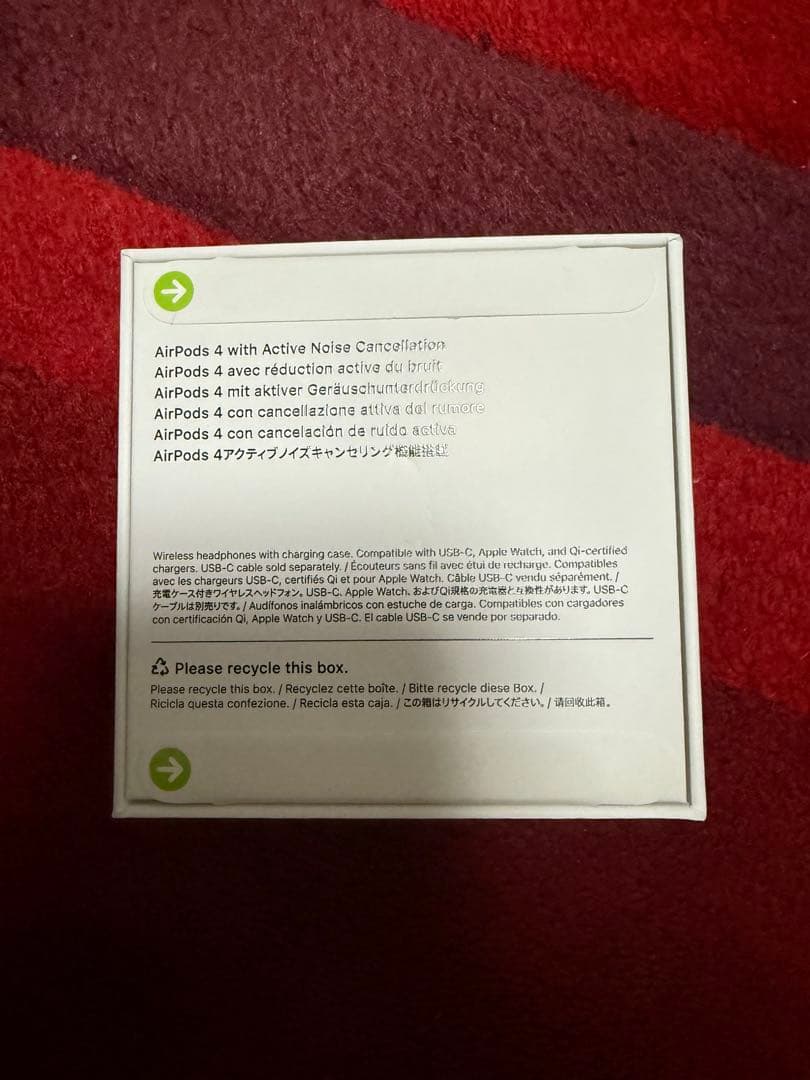 AirPods 4 with Active Noise Cancellation
AirPods 4 avec réduction active du bruit
AirPods 4 mit aktiver Geräuschunterdrückung
AirPods 4 con cancellazione attiva del rumore
AirPods 4 con cancelación de ruido activa
AirPods 4アクティブノイズキャンセリング機能搭載
Wireless headphones with charging case. Compatible with USB-C, Apple Watch, and Qi-certified
chargers. USB-C cable sold separately. / Écouteurs sans fil avec étui de recharge. Compatibles
avec les chargeurs USB-C, certifiés Qi et pour Apple Watch. Câble USB-C vendu séparément. /
充電ケース付きワイヤレスヘッドフォン。USB-C、Apple Watch、およびQi規格の充電器と互換性があります。USB-C
ケーブルは別売りです。/ Audífonos inalámbricos con estuche de carga. Compatibles con cargadores
con certificación Qi, Apple Watch y USB-C. El cable USB-C se vende por separado.
Please recycle this box.
Please recycle this box. / Recyclez cette boîte. / Bitte recycle diese Box. /
Ricicla questa confezione. / Recicla esta caja. / この箱はリサイクルしてください。/ 请回收此箱。